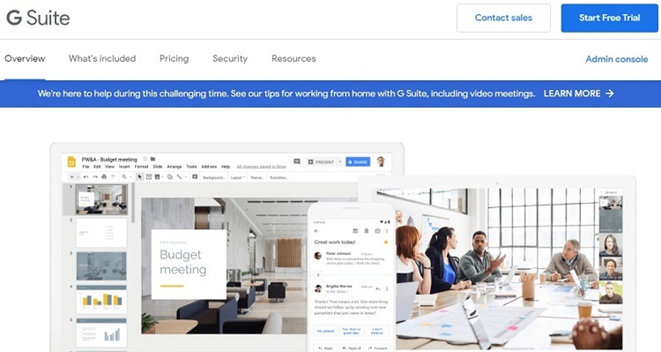 G Suite
Contact sales
Start Free Trial
Overview
What's included
Pricing
Security
Resources
Admin console
We're here to help during this challenging time. See our tips for working from home with G Suite, including video meetings. LEARN MORE →
PW&A - Budget meeting
File Edit View Insert Format Slide Arrange Tools Add-ons Help All changes saved in Drive
PRESENT
SHARE
Background... Layout Theme... Transition...
Budget
meeting
Great work today!
Peter Johnson
Brigitte Warner
Thanks! That means a lot. One more thing
should we follow up by sending over new
pamphlets that just came in today?
Reply
Reply all
Forward